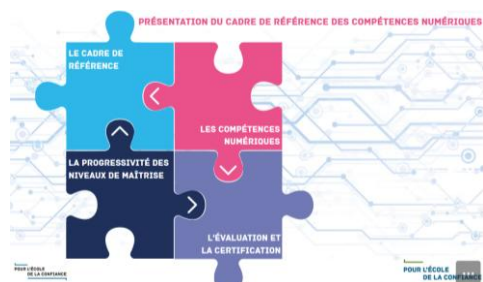 PRÉSENTATION DU CADRE DE RÉFÉRENCE DES COMPÉTENCES NUMÉRIQUES
LE CADRE DE
RÉFÉRENCE
LES COMPÉTENCES
NUMÉRIQUES
LA PROGRESSIVITÉ DES
NIVEAUX DE MAÎTRISE
L'ÉVALUATION ET
LA CERTIFICATION
POUR L'ÉCOLE
DE LA CONFIANCE
POUR L'ÉCOLE
DE LA CONFIANCE